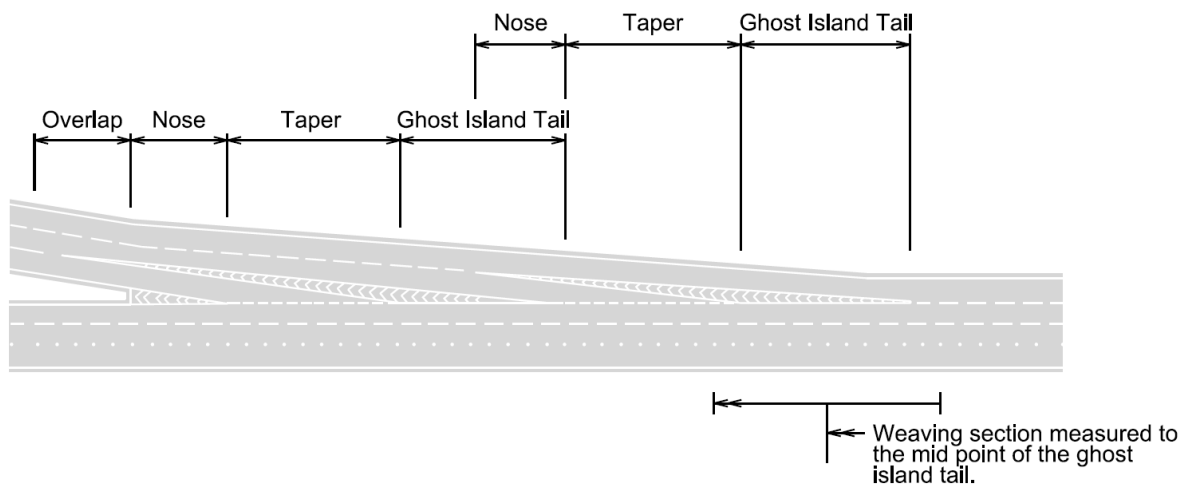 Nose
Taper
Ghost Island Tail
Overlap
Nose
Taper
Ghost Island Tail
Weaving section measured to
the mid point of the ghost
island tail.